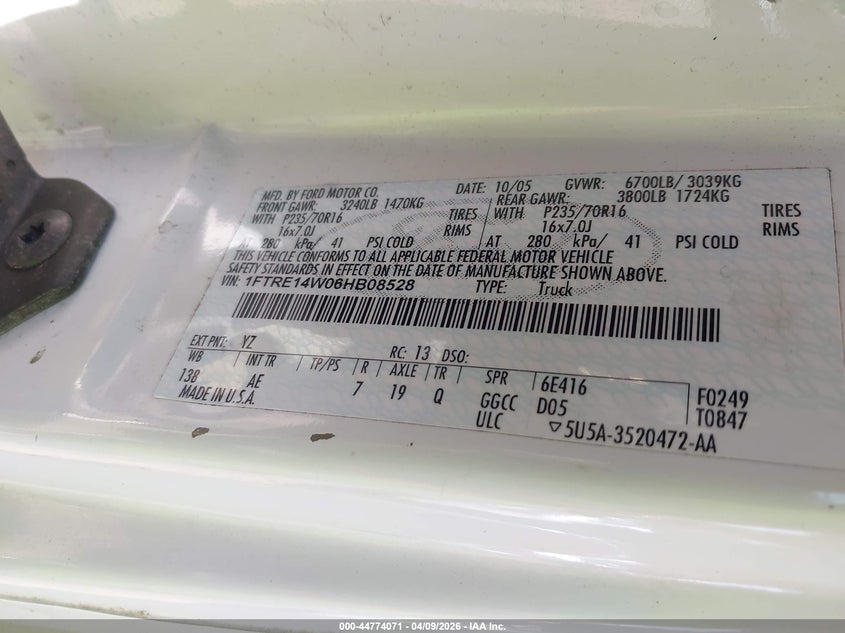 MFD. BY FORD MOTOR CO. DATE: 10/05 GVWR: 6700LB/ 3039KG
FRONT GAWR: 3240LB 1470KG REAR GAWR: 3800LB 1724KG
WITH P235/70R16 TIRES WITH P235/70R16 TIRES
16x7.0J RIMS 16x7.0J RIMS
AT 280 kPa/ 41 PSI COLD AT 280 kPa/ 41 PSI COLD
THIS VEHICLE CONFORMS TO ALL APPLICABLE FEDERAL MOTOR VEHICLE
SAFETY STANDARDS IN EFFECT ON THE DATE OF MANUFACTURE SHOWN ABOVE.
VIN: 1FTRE14W06HB08528 TYPE: Truck
EXT PNT: YZ RC: 13 DSO:
WB INT TR TP/PS R AXLE TR SPR 6E416 F0249
138 AE 7 19 Q GGCC D05 T0847
MADE IN U.S.A. ULC ▽5U5A-3520472-AA
000-44774071 | 04/09/2026 - IAA Inc.